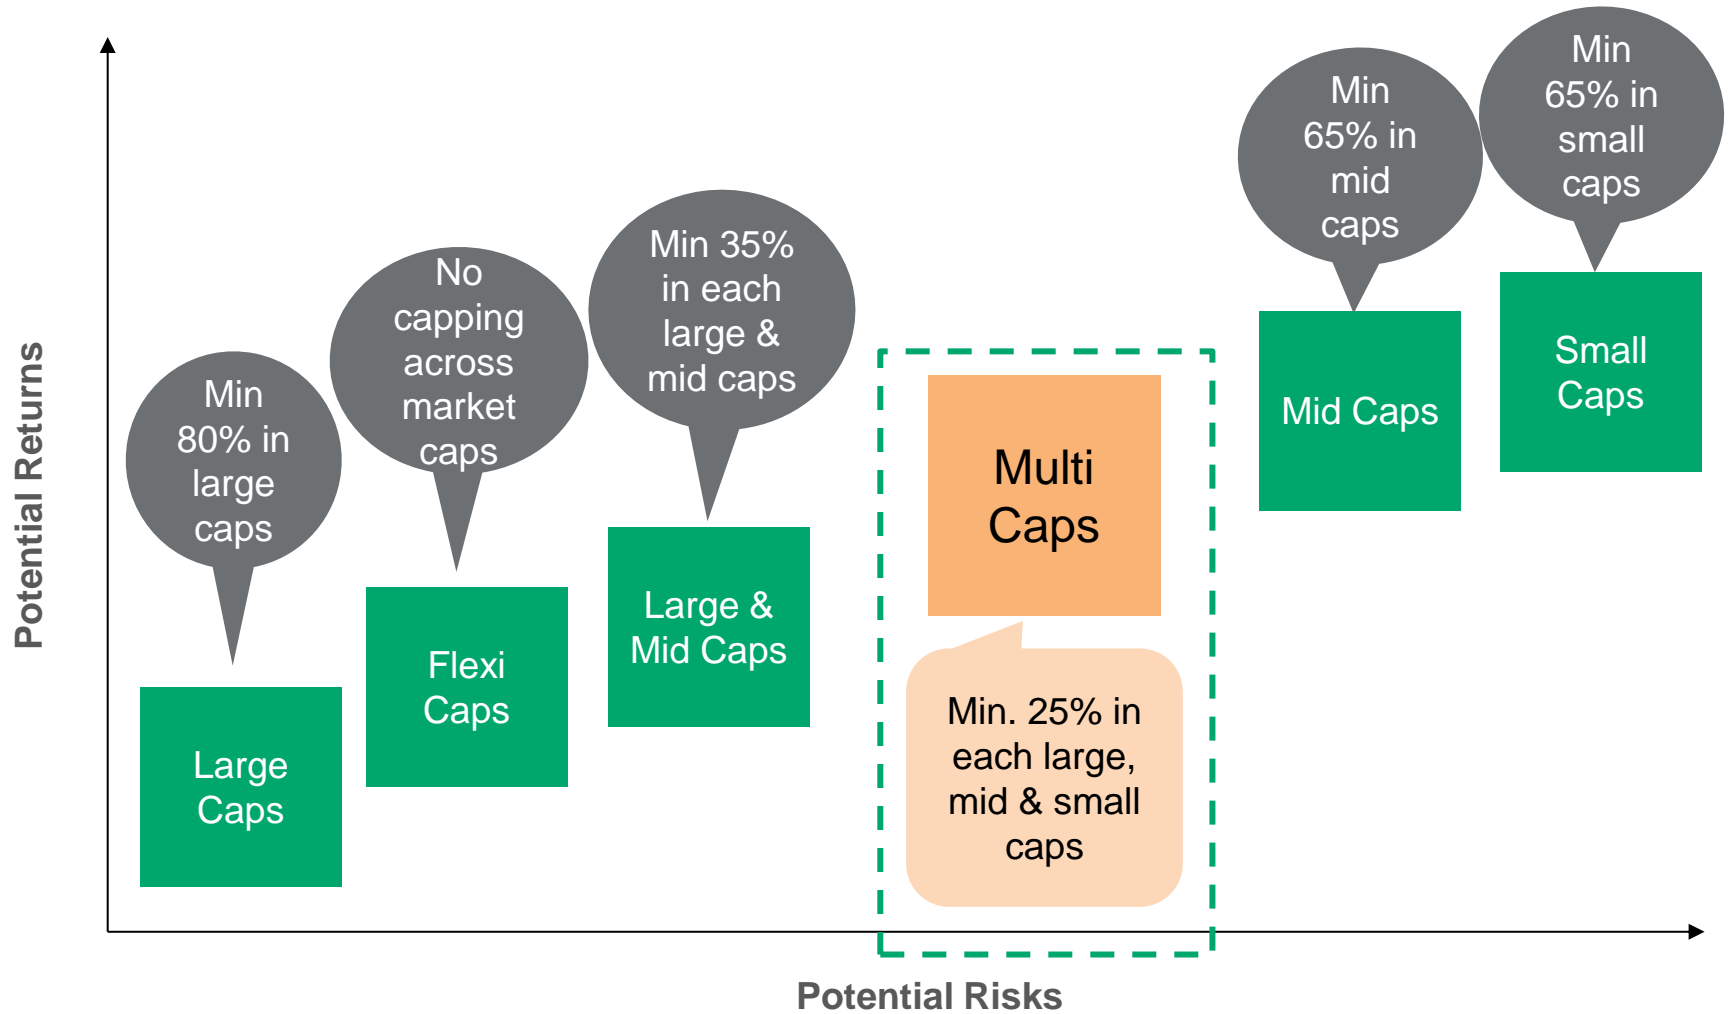 Potential Returns
Min
80% in
large
caps
Large
Caps
No
capping
across
market
caps
Flexi
Caps
Min 35%
in each
large &
mid caps
Large &
Mid Caps
Multi
Caps
Min. 25% in
each large,
mid & small
caps
Min
65% in
mid
caps
Mid Caps
Min
65% in
small
caps
Small
Caps
Potential Risks